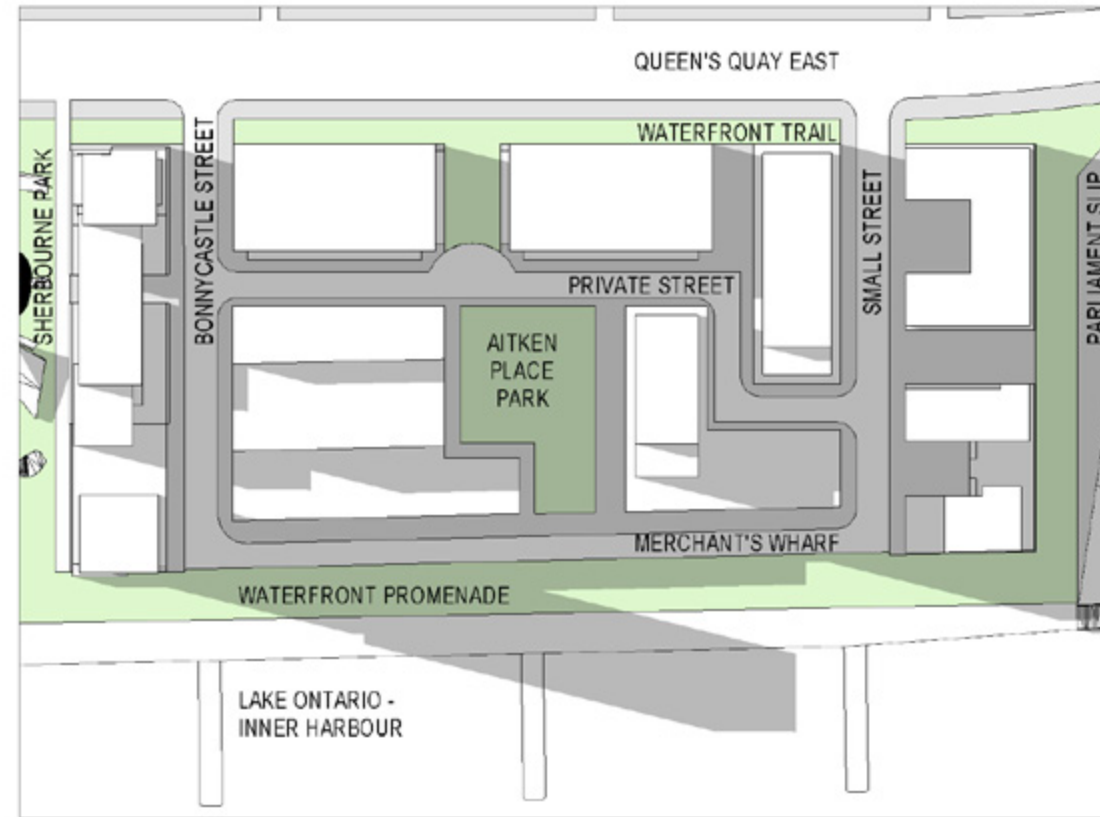 QUEEN'S QUAY EAST
WATERFRONT TRAIL
SHERBOURNE PARK
BONNYCASTLE STREET
SMALL STREET
PARLIAMENT SLIP
PRIVATE STREET
AITKEN
PLACE
PARK
MERCHANT'S WHARF
WATERFRONT PROMENADE
LAKE ONTARIO -
INNER HARBOUR